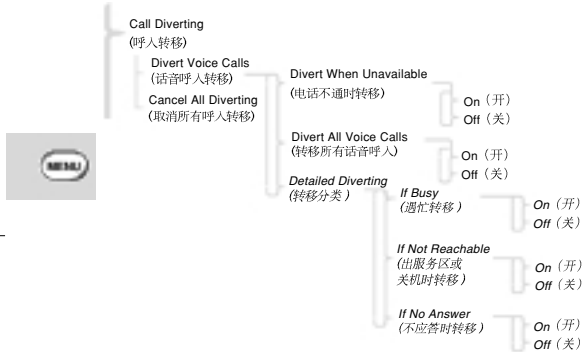 Call Diverting
(呼入转移)
Divert Voice Calls
(话音呼入转移)
Cancel All Diverting
(取消所有呼入转移)
MENU
Divert When Unavailable
(电话不通时转移)
On（开）
Off（关）
Divert All Voice Calls
(转移所有话音呼入)
On（开）
Off（关）
Detailed Diverting
(转移分类)
If Busy
(遇忙转移)
On（开）
Off（关）
If Not Reachable
(出服务区或
关机时转移)
On（开）
Off（关）
If No Answer
(不应答时转移)
On（开）
Off（关）